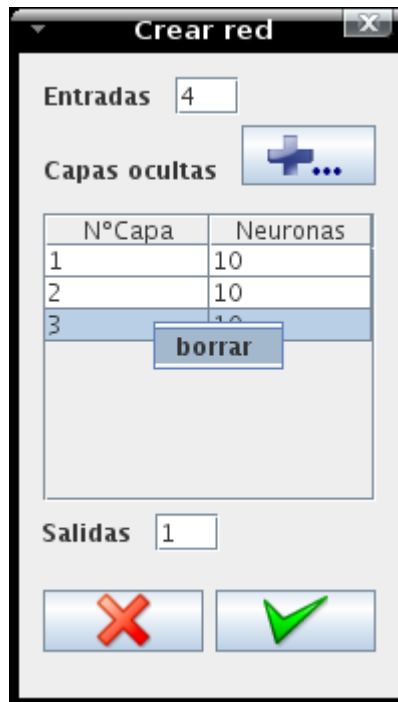 Crear red
Entradas 4
Capas ocultas ...
N°Capa Neuronas
1 10
2 10
3
borrar
Salidas 1